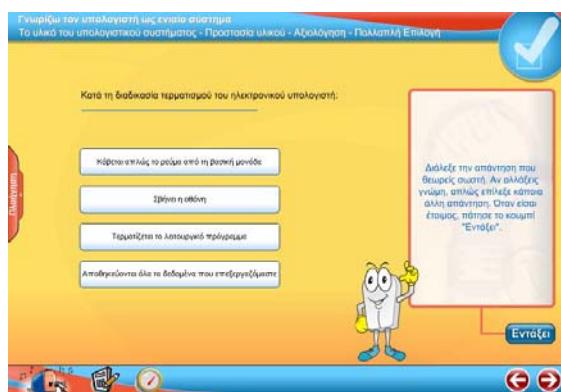 Γνωρίζω τον υπολογιστή ως ενιαίο σύστημα
Το υλικό του υπολογιστικού συστήματος - Προστασία υλικού - Αξιολόγηση - Πολλαπλή Επιλογή
Κατά τη διαδικασία τερματισμού του ηλεκτρονικού υπολογιστή:
Κόβεται απλώς το ρεύμα από τη βασική μονάδα
Σβήνει η οθόνη
Τερματίζεται το λειτουργικό πρόγραμμα
Αποθηκεύονται όλα τα δεδομένα που επεξεργαζόμαστε
Διάλεξε την απάντηση που
θεωρείς σωστή. Αν αλλάξεις
γνώμη, απλώς επίλεξε κάποια
άλλη απάντηση. Όταν είσαι
έτοιμος, πάτησε το κουμπί
"Εντάξει".
Εντάξει
Πλοήγηση